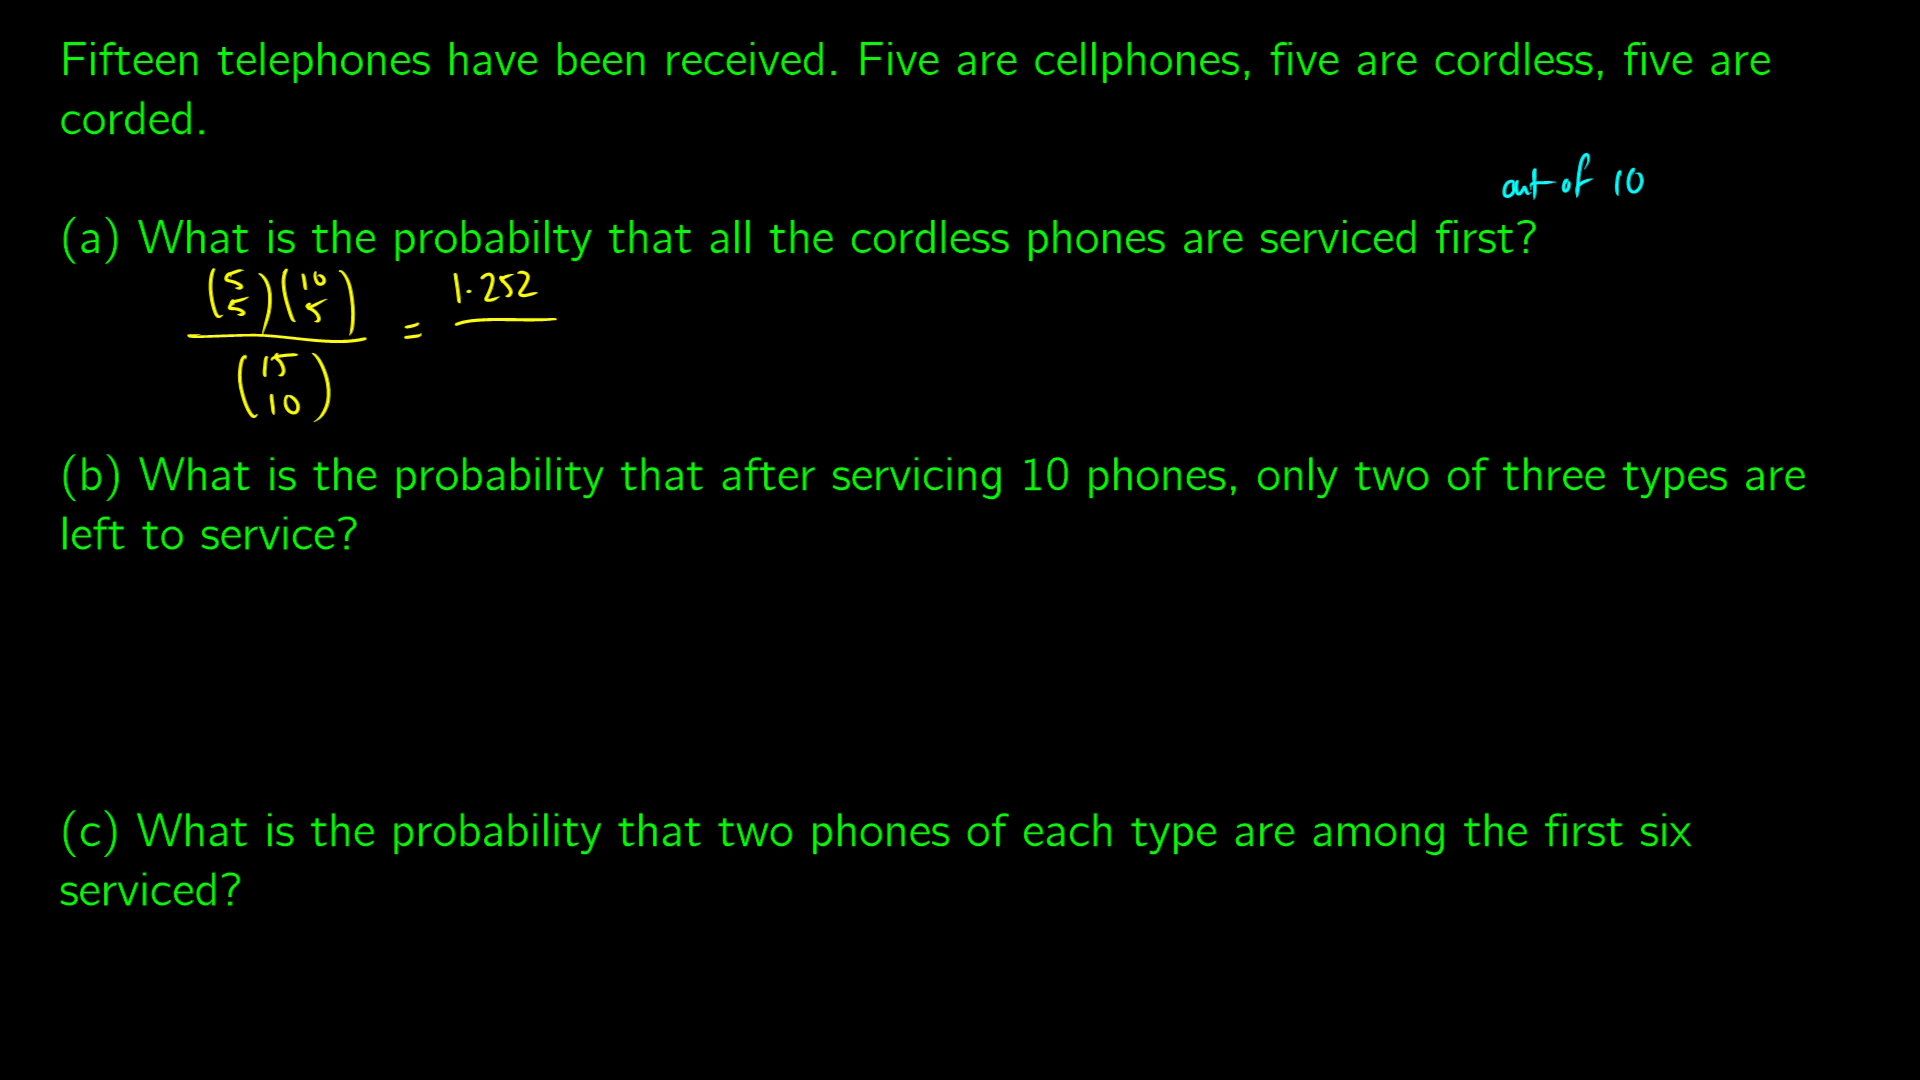 Fifteen telephones have been received. Five are cellphones, five are cordless, five are
corded.
out of 10
(a) What is the probabilty that all the cordless phones are serviced first?
(5 5)(10 5) / (15 10) = 1·252
(b) What is the probability that after servicing 10 phones, only two of three types are
left to service?
(c) What is the probability that two phones of each type are among the first six
serviced?